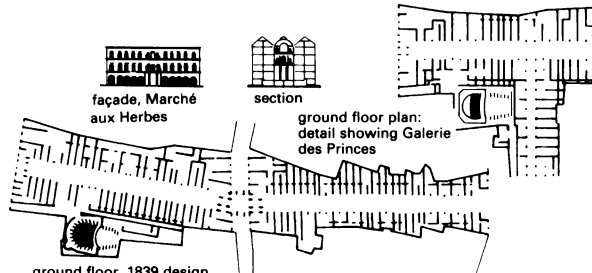 façade, Marché
aux Herbes
section
ground floor plan:
detail showing Galerie
des Princes
ground floor, 1839 design